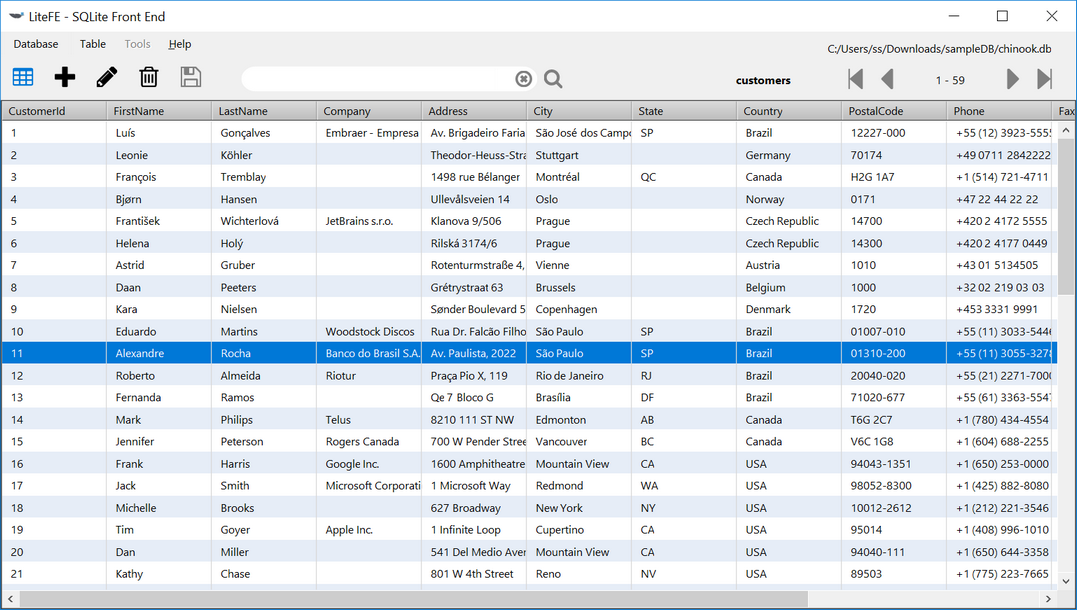 LiteFE - SQLite Front End
Database Table Tools Help
C:/Users/ss/Downloads/sampleDB/chinook.db
customers 1 - 59
CustomerId FirstName LastName Company Address City State Country PostalCode Phone Fax
1 Luís Gonçalves Embraer - Empresa Av. Brigadeiro Faria São José dos Campo SP Brazil 12227-000 +55 (12) 3923-5555
2 Leonie Köhler Theodor-Heuss-Stra Stuttgart Germany 70174 +49 0711 2842222
3 François Tremblay 1498 rue Bélanger Montréal QC Canada H2G 1A7 +1 (514) 721-4711
4 Bjørn Hansen Ullevålsveien 14 Oslo Norway 0171 +47 22 44 22 22
5 František Wichterlová JetBrains s.r.o. Klanova 9/506 Prague Czech Republic 14700 +420 2 4172 5555
6 Helena Holý Rilská 3174/6 Prague Czech Republic 14300 +420 2 4177 0449
7 Astrid Gruber Rotenturmstraße 4, Vienne Austria 1010 +43 01 5134505
8 Daan Peeters Grétrystraat 63 Brussels Belgium 1000 +32 02 219 03 03
9 Kara Nielsen Sønder Boulevard 5 Copenhagen Denmark 1720 +453 3331 9991
10 Eduardo Martins Woodstock Discos Rua Dr. Falcão Filho São Paulo SP Brazil 01007-010 +55 (11) 3033-5446
11 Alexandre Rocha Banco do Brasil S.A. Av. Paulista, 2022 São Paulo SP Brazil 01310-200 +55 (11) 3055-3278
12 Roberto Almeida Riotur Praça Pio X, 119 Rio de Janeiro RJ Brazil 20040-020 +55 (21) 2271-7000
13 Fernanda Ramos Qe 7 Bloco G Brasília DF Brazil 71020-677 +55 (61) 3363-5547
14 Mark Philips Telus 8210 111 ST NW Edmonton AB Canada T6G 2C7 +1 (780) 434-4554
15 Jennifer Peterson Rogers Canada 700 W Pender Stree Vancouver BC Canada V6C 1G8 +1 (604) 688-2255
16 Frank Harris Google Inc. 1600 Amphitheatre Mountain View CA USA 94043-1351 +1 (650) 253-0000
17 Jack Smith Microsoft Corporati 1 Microsoft Way Redmond WA USA 98052-8300 +1 (425) 882-8080
18 Michelle Brooks 627 Broadway New York NY USA 10012-2612 +1 (212) 221-3546
19 Tim Goyer Apple Inc. 1 Infinite Loop Cupertino CA USA 95014 +1 (408) 996-1010
20 Dan Miller 541 Del Medio Aven Mountain View CA USA 94040-111 +1 (650) 644-3358
21 Kathy Chase 801 W 4th Street Reno NV USA 89503 +1 (775) 223-7665